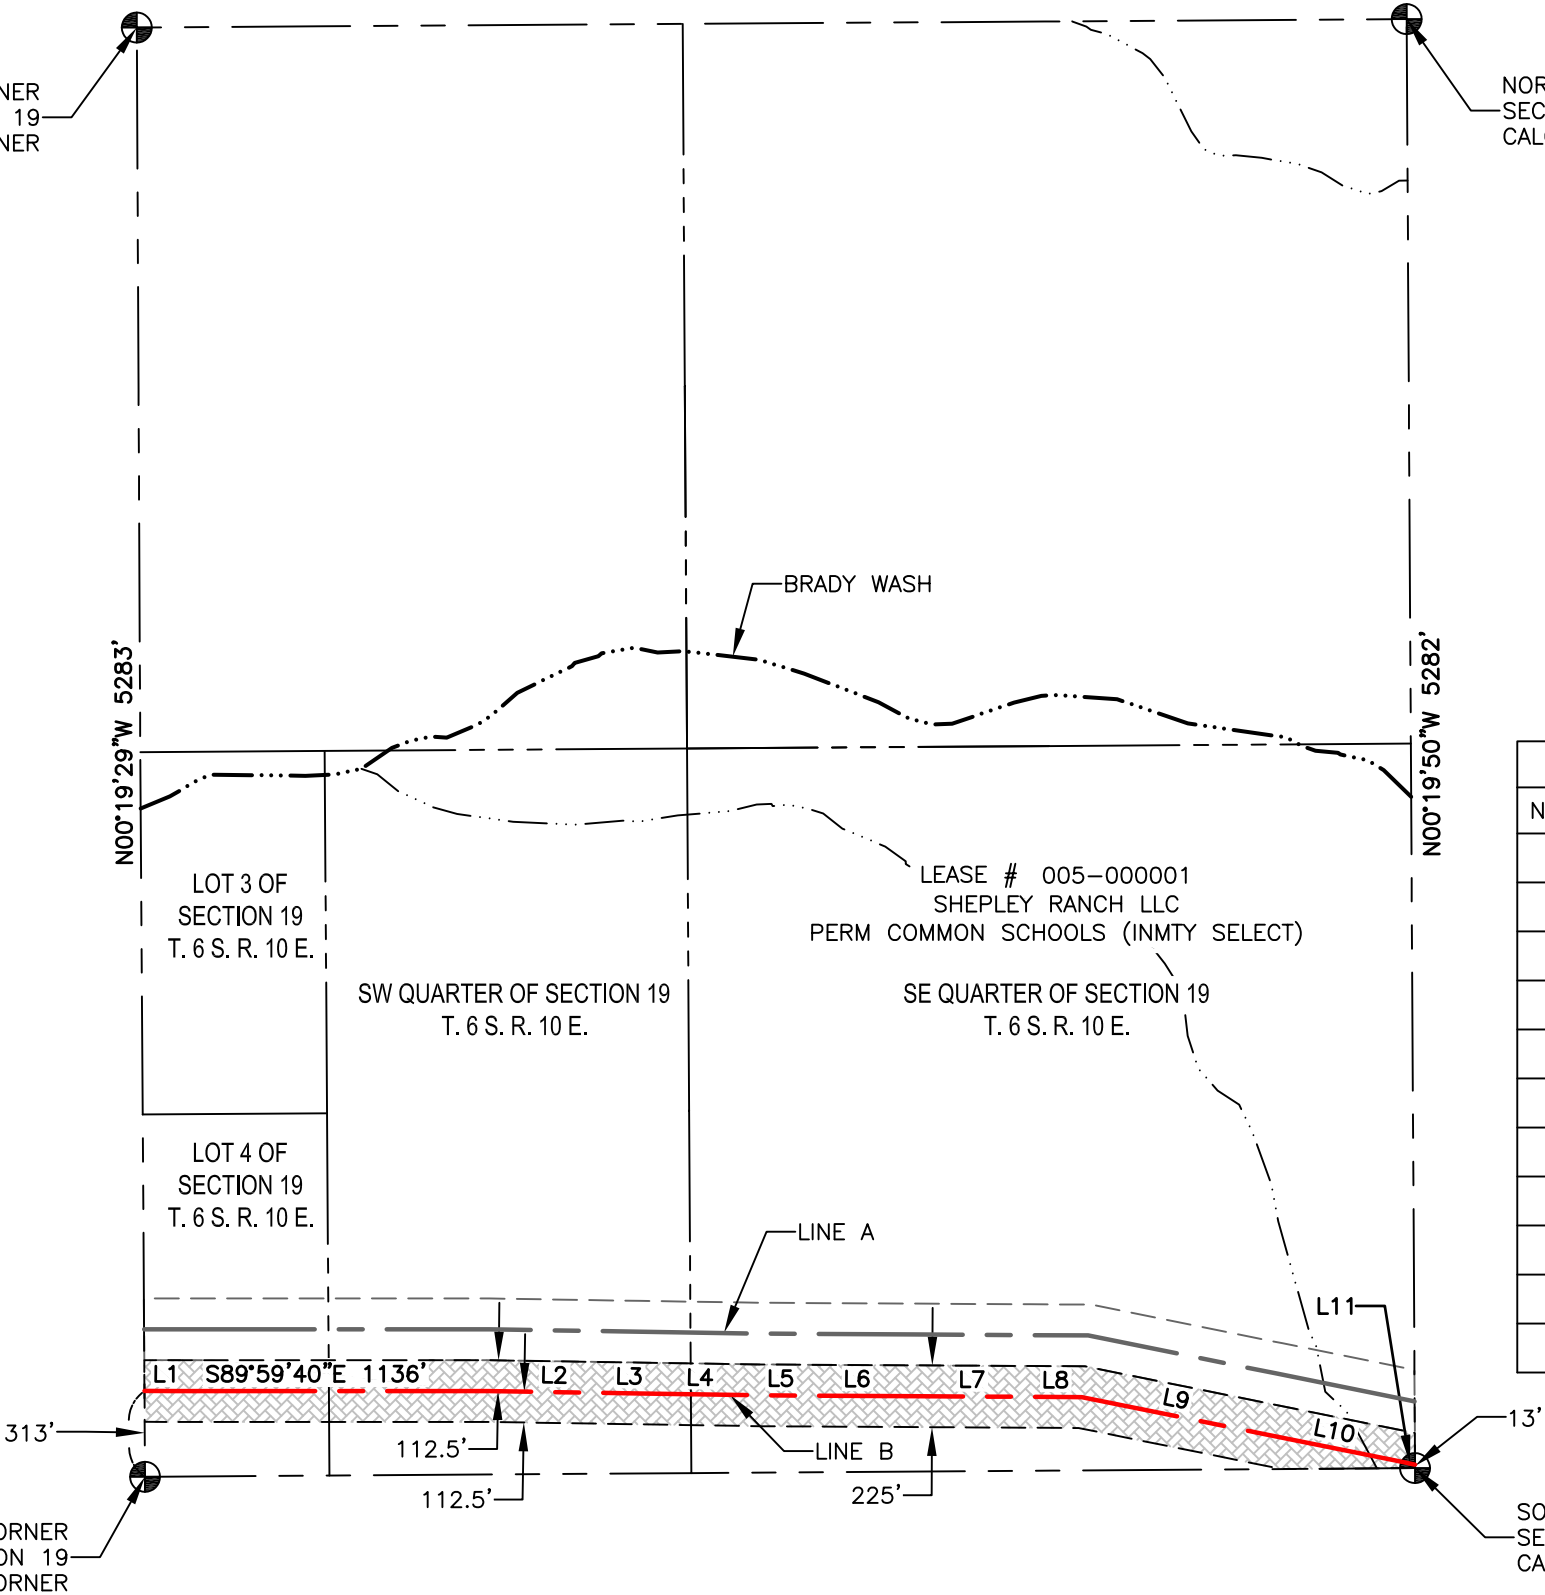 NER
19
NER
NOR
SEC
CAL
BRADY WASH
N00°19'29"W 5283'
N00°19'50"W 5282'
N
LEASE # 005-000001
SHEPLEY RANCH LLC
PERM COMMON SCHOOLS (INMTY SELECT)
LOT 3 OF
SECTION 19
T. 6 S. R. 10 E.
SW QUARTER OF SECTION 19
T. 6 S. R. 10 E.
SE QUARTER OF SECTION 19
T. 6 S. R. 10 E.
LOT 4 OF
SECTION 19
T. 6 S. R. 10 E.
LINE A
L11
L1 S89°59'40"E 1136' L2 L3 L4 L5 L6 L7 L8 L9 L10
313'
13'
112.5'
LINE B
112.5'
225'
ORNER
ON 19
ORNER
SO
SE
CA